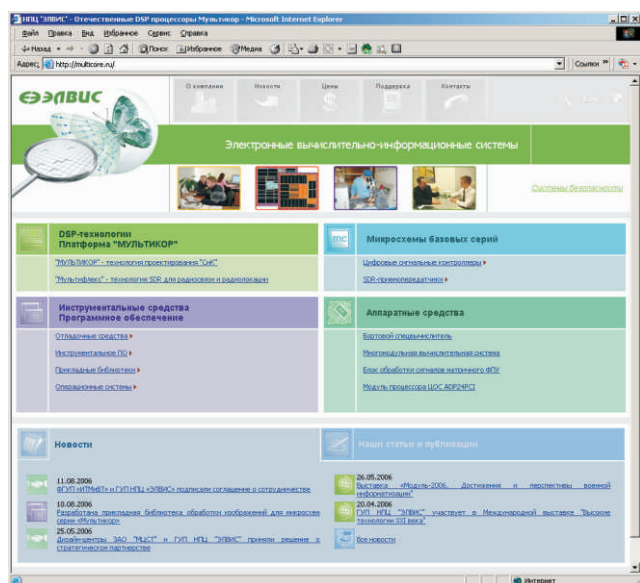 НПЦ "ЭЛВИС" - Отечественные DSP процессоры Мультикор - Microsoft Internet Explorer
Файл Правка Вид Избранное Сервис Справка
Назад Поиск Избранное Медиа
Адрес: http://multicore.ru/ Ссылки »
О компании Новости Цены Поддержка Контакты
ЭЛВИС
Электронные вычислительно-информационные системы
Системы безопасности
DSP-технологии
Платформа "МУЛЬТИКОР"
"МУЛЬТИКОР" - технология проектирования "СнК"
"Мультифлекс" - технология SDR для радиосвязи и радиолокации
Микросхемы базовых серий
Цифровые сигнальные контроллеры
SDR-приемопередатчики
Инструментальные средства
Программное обеспечение
Отладочные средства
Инструментальное ПО
Прикладные библиотеки
Операционные системы
Аппаратные средства
Бортовой спецвычислитель
Многомодульная вычислительная система
Блок обработки сигналов матричного ФПУ
Модуль процессора ЦОС ADP24PCI
Новости
11.08.2006
ФГУП «ИТМиВТ» и ГУП НПЦ «ЭЛВИС» подписали соглашение о сотрудничестве
10.08.2006
Разработана прикладная библиотека обработки изображений для микросхем
серии «Мультикор»
25.05.2006
Дизайн-центры ЗАО "МЦСТ" и ГУП НПЦ "ЭЛВИС" приняли решение о
стратегическом партнерстве
Наши статьи и публикации
26.05.2006
Выставка «Модуль-2006. Достижения и перспективы военной
информатизации"
20.04.2006
ГУП НПЦ "ЭЛВИС" участвует в Международной выставке "Высокие
технологии XXI века"
Все новости
Интернет